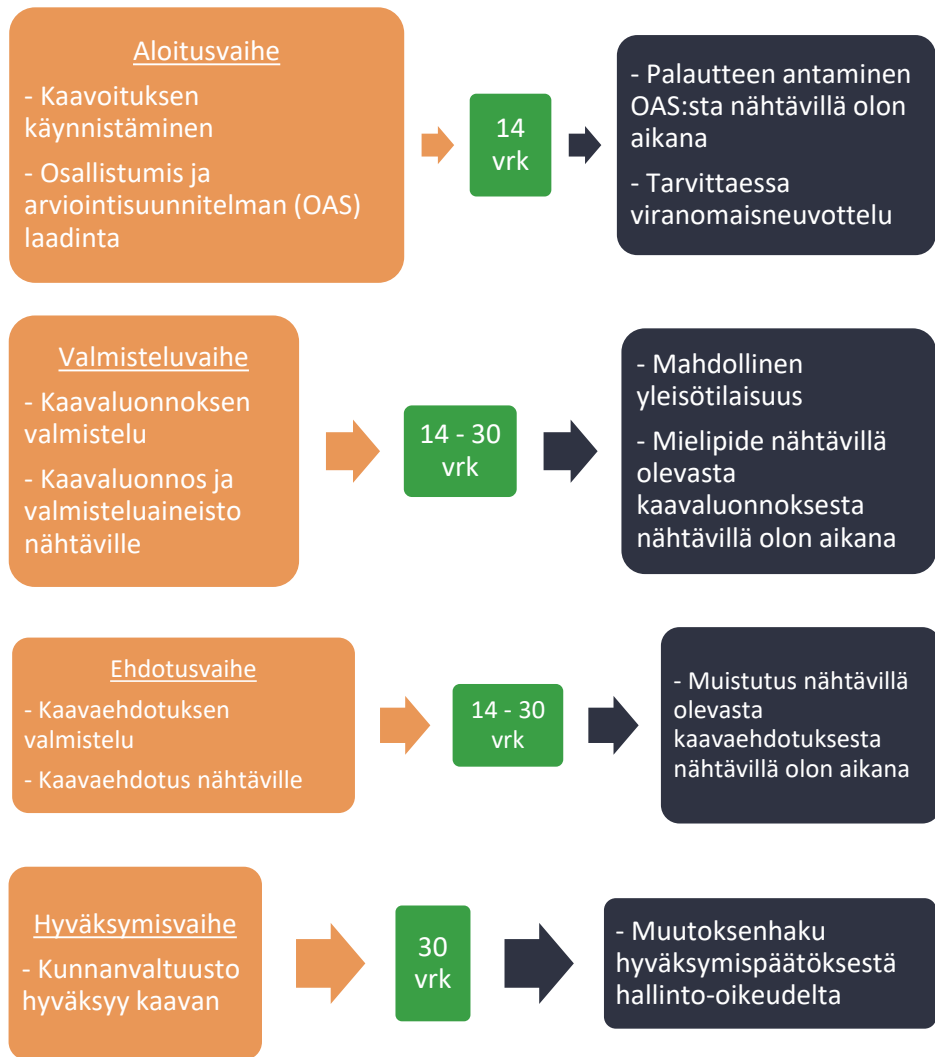 Aloitusvaihe
- Kaavoituksen
käynnistäminen
- Osallistumis ja
arviointisuunnitelman (OAS)
laadinta
14
vrk
- Palautteen antaminen
OAS:sta nähtävillä olon
aikana
- Tarvittaessa
viranomaisneuvottelu
Valmisteluvaihe
- Kaavaluonnoksen
valmistelu
- Kaavaluonnos ja
valmisteluaineisto
nähtäville
14 - 30
vrk
- Mahdollinen
yleisötilaisuus
- Mielipide nähtävillä
olevasta
kaavaluonnoksesta
nähtävillä olon aikana
Ehdotusvaihe
- Kaavaehdotuksen
valmistelu
- Kaavaehdotus nähtäville
14 - 30
vrk
- Muistutus nähtävillä
olevasta
kaavaehdotuksesta
nähtävillä olon aikana
Hyväksymisvaihe
- Kunnanvaltuusto
hyväksyy kaavan
30
vrk
- Muutoksenhaku
hyväksymispäätöksestä
hallinto-oikeudelta